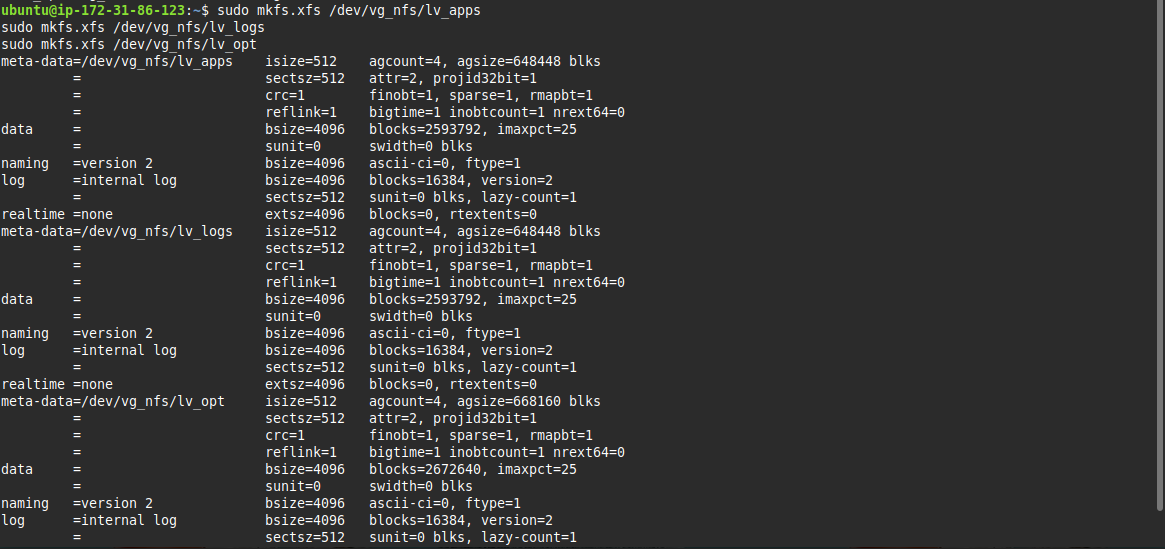 ubuntu@ip-172-31-86-123:~$ sudo mkfs.xfs /dev/vg_nfs/lv_apps
sudo mkfs.xfs /dev/vg_nfs/lv_logs
sudo mkfs.xfs /dev/vg_nfs/lv_opt
meta-data=/dev/vg_nfs/lv_apps    isize=512    agcount=4, agsize=648448 blks
         =                       sectsz=512   attr=2, projid32bit=1
         =                       crc=1        finobt=1, sparse=1, rmapbt=1
         =                       reflink=1    bigtime=1 inobtcount=1 nrext64=0
data     =                       bsize=4096   blocks=2593792, imaxpct=25
         =                       sunit=0      swidth=0 blks
naming   =version 2              bsize=4096   ascii-ci=0, ftype=1
log      =internal log           bsize=4096   blocks=16384, version=2
         =                       sectsz=512   sunit=0 blks, lazy-count=1
realtime =none                   extsz=4096   blocks=0, rtextents=0
meta-data=/dev/vg_nfs/lv_logs    isize=512    agcount=4, agsize=648448 blks
         =                       sectsz=512   attr=2, projid32bit=1
         =                       crc=1        finobt=1, sparse=1, rmapbt=1
         =                       reflink=1    bigtime=1 inobtcount=1 nrext64=0
data     =                       bsize=4096   blocks=2593792, imaxpct=25
         =                       sunit=0      swidth=0 blks
naming   =version 2              bsize=4096   ascii-ci=0, ftype=1
log      =internal log           bsize=4096   blocks=16384, version=2
         =                       sectsz=512   sunit=0 blks, lazy-count=1
realtime =none                   extsz=4096   blocks=0, rtextents=0
meta-data=/dev/vg_nfs/lv_opt     isize=512    agcount=4, agsize=668160 blks
         =                       sectsz=512   attr=2, projid32bit=1
         =                       crc=1        finobt=1, sparse=1, rmapbt=1
         =                       reflink=1    bigtime=1 inobtcount=1 nrext64=0
data     =                       bsize=4096   blocks=2672640, imaxpct=25
         =                       sunit=0      swidth=0 blks
naming   =version 2              bsize=4096   ascii-ci=0, ftype=1
log      =internal log           bsize=4096   blocks=16384, version=2
         =                       sectsz=512   sunit=0 blks, lazy-count=1